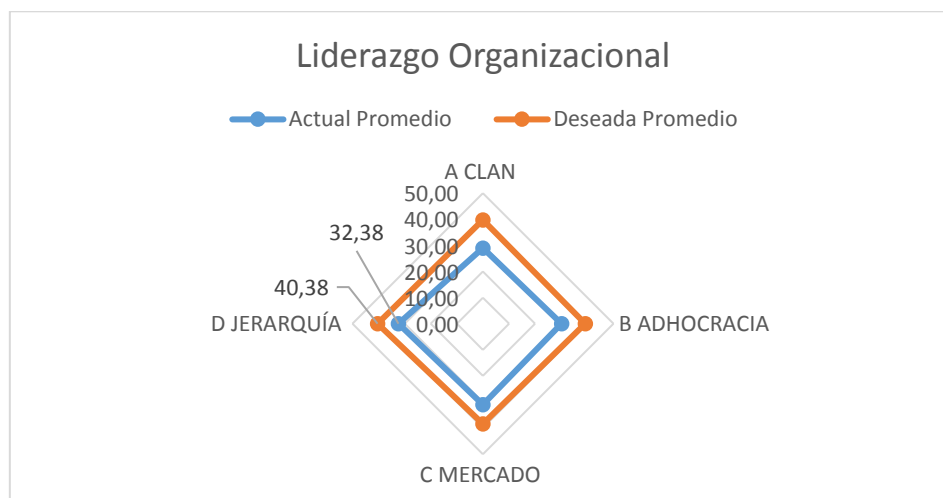 Liderazgo Organizacional
Actual Promedio Deseada Promedio
A CLAN
50,00
40,00
32,38
30,00
20,00
40,38
10,00
D JERARQUÍA 0,00 B ADHOCRACIA
C MERCADO